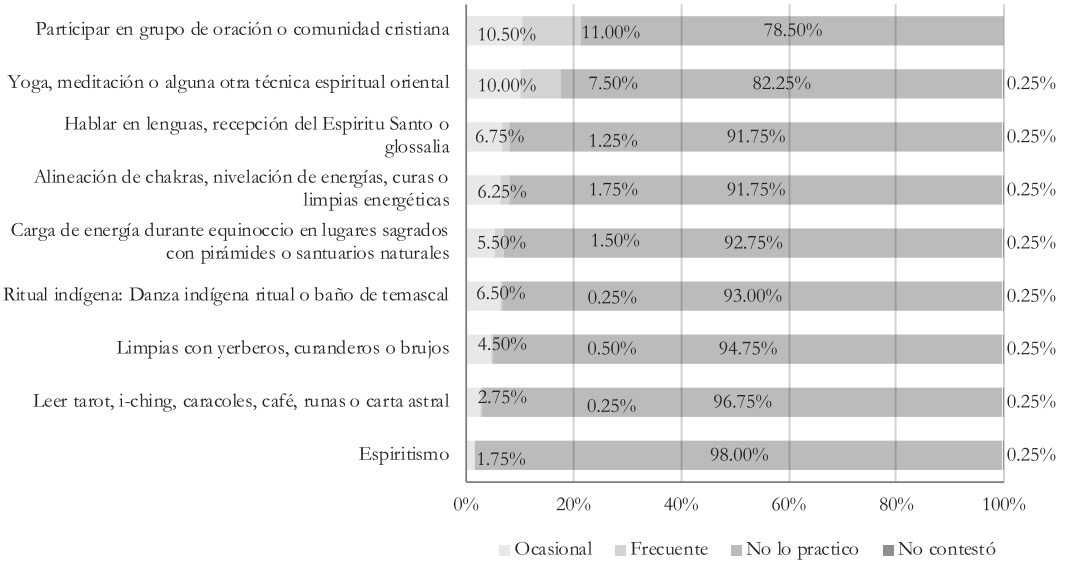 Participar en grupo de oración o comunidad cristiana 10.50% 11.00% 78.50%
Yoga, meditación o alguna otra técnica espiritual oriental 10.00% 7.50% 82.25% 0.25%
Hablar en lenguas, recepción del Espiritu Santo o
glossalia 6.75% 1.25% 91.75% 0.25%
Alineación de chakras, nivelación de energías, curas o
limpias energéticas 6.25% 1.75% 91.75% 0.25%
Carga de energía durante equinoccio en lugares sagrados
con pirámides o santuarios naturales 5.50% 1.50% 92.75% 0.25%
Ritual indígena: Danza indígena ritual o baño de temascal 6.50% 0.25% 93.00% 0.25%
Limpias con yerberos, curanderos o brujos 4.50% 0.50% 94.75% 0.25%
Leer tarot, i-ching, caracoles, café, runas o carta astral 2.75% 0.25% 96.75% 0.25%
Espiritismo 1.75% 98.00% 0.25%
0% 20% 40% 60% 80% 100%
Ocasional Frecuente No lo practico No contestó